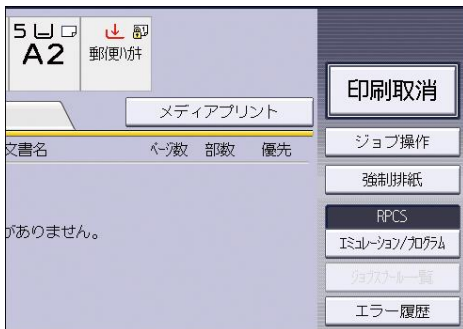 5
A2
郵便ハガキ
印刷取消
メディアプリント
ジョブ操作
文書名 ページ数 部数 優先
強制排紙
RPCS
がありません。
エミュレーション/プログラム
ジョブスプール一覧
エラー履歴